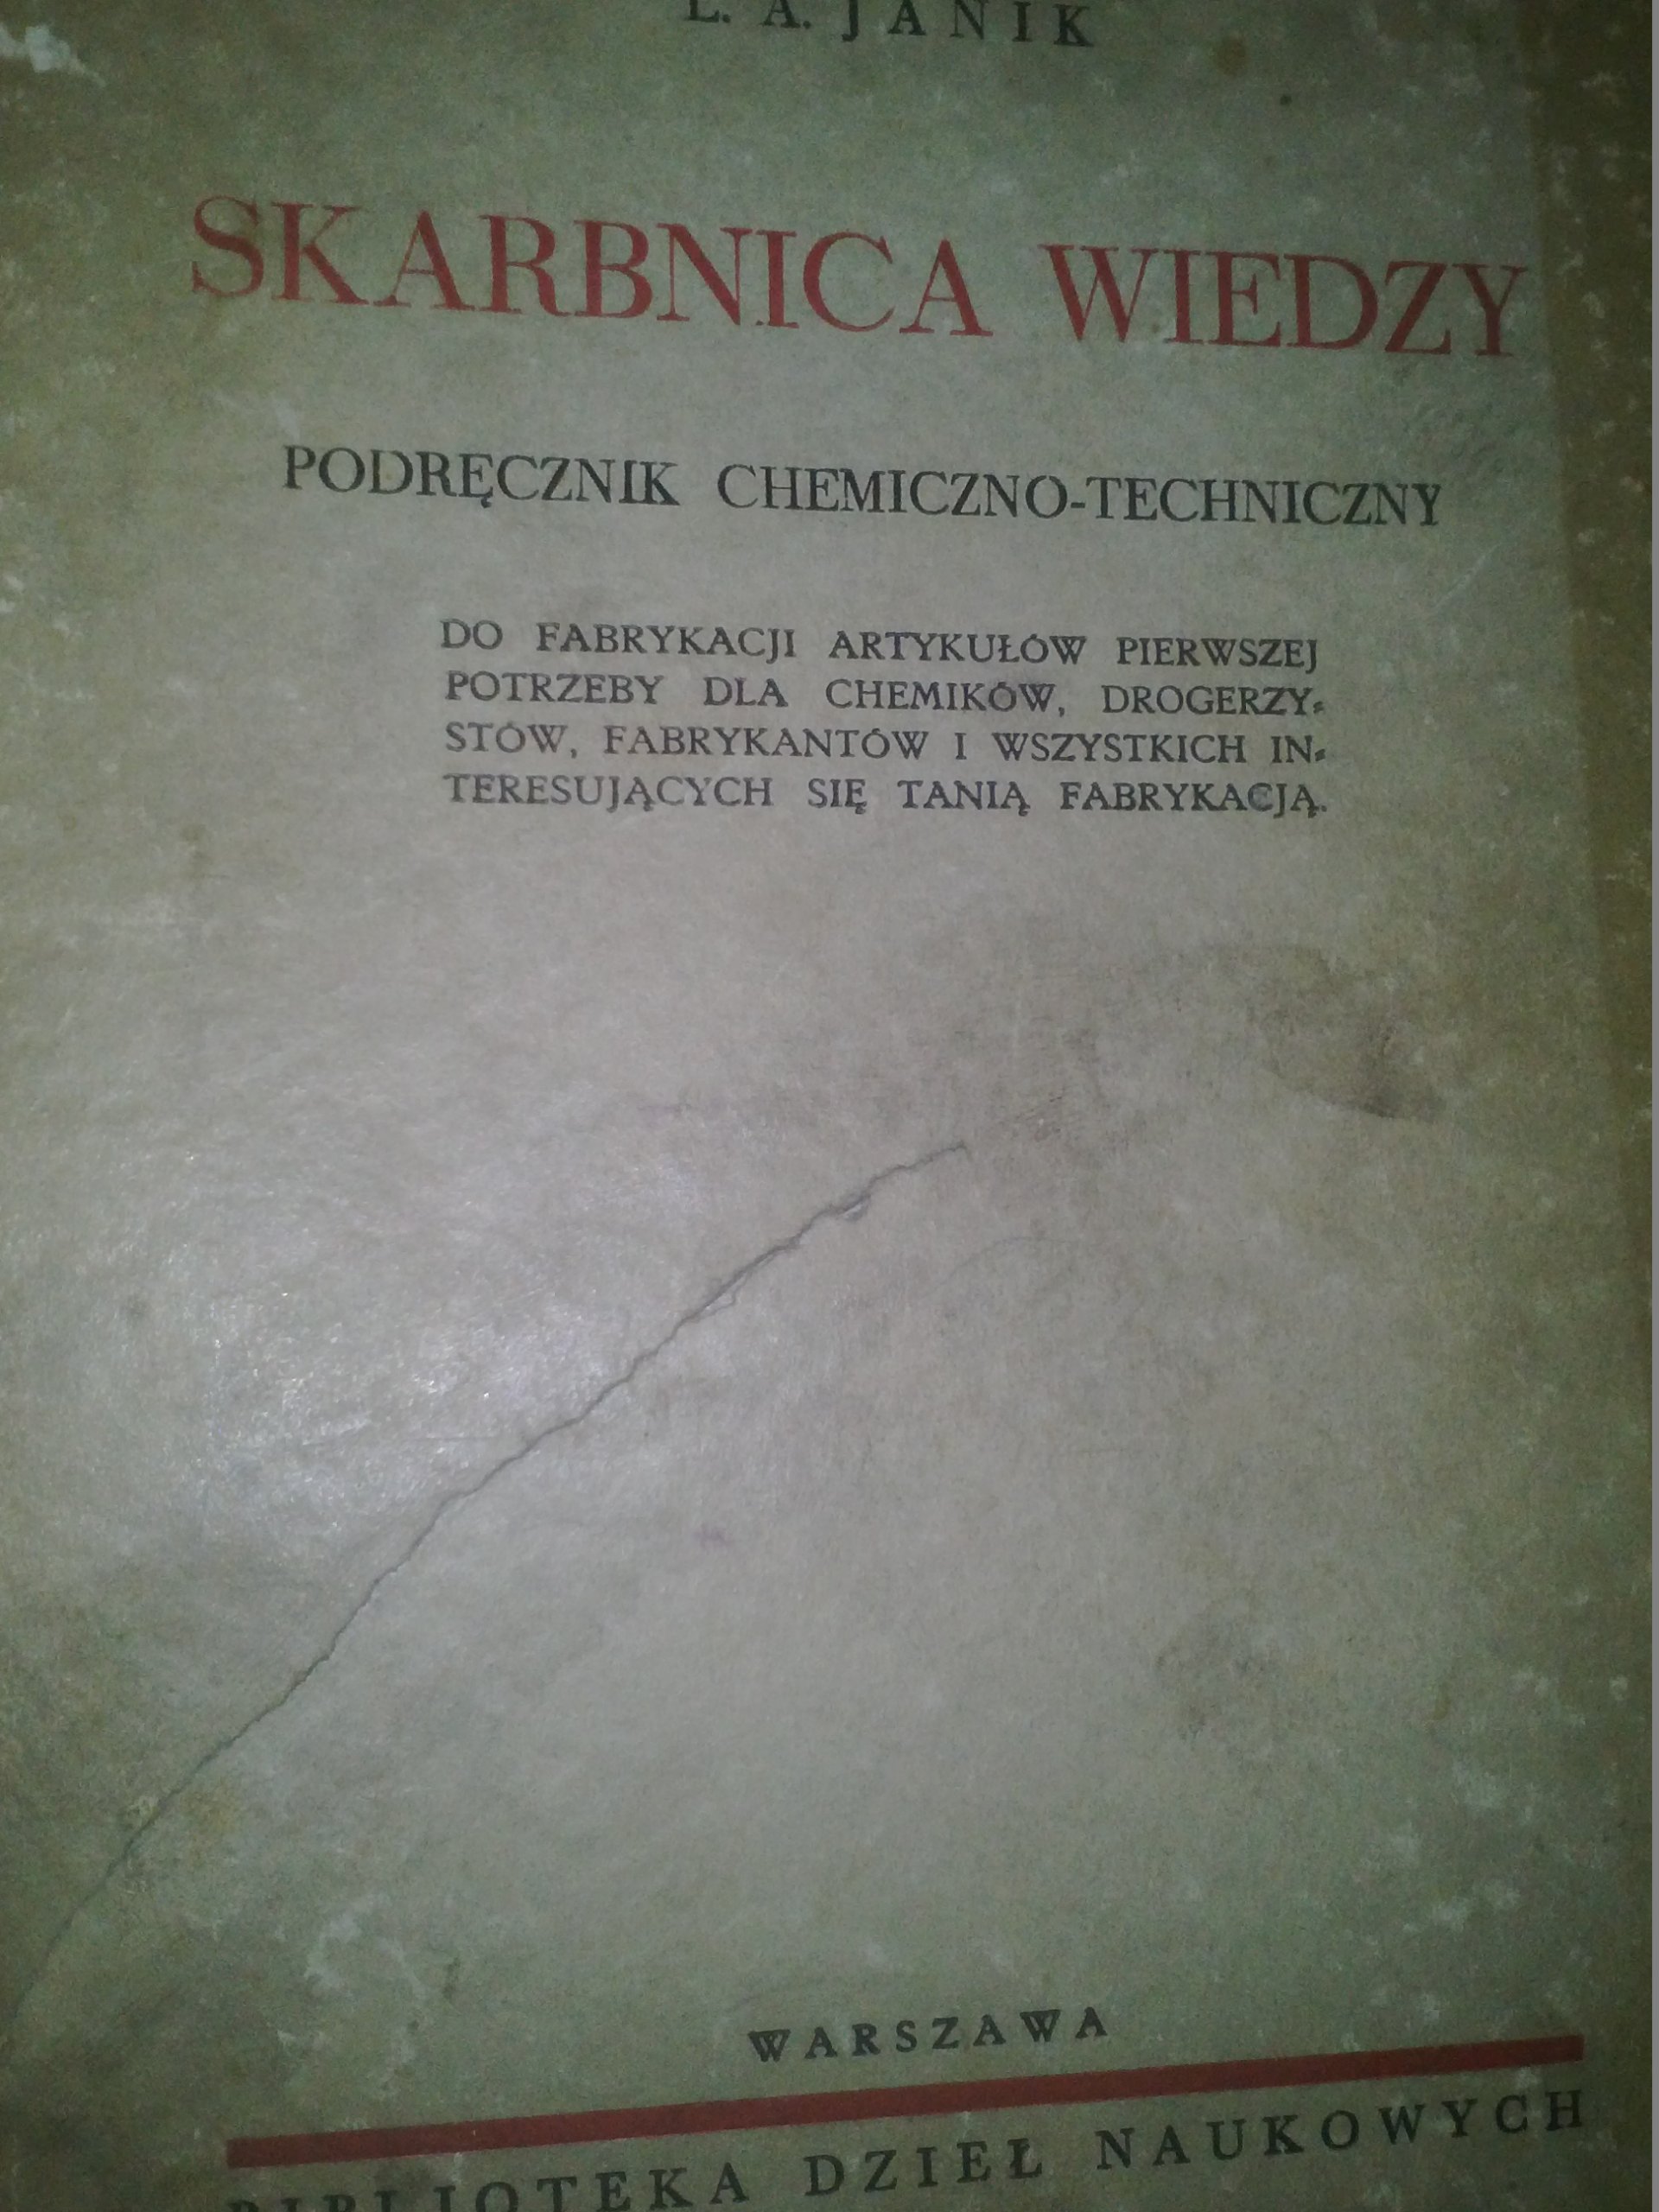 L. A. JANIK
SKARBNICA WIEDZY
PODRĘCZNIK CHEMICZNO-TECHNICZNY
DO FABRYKACJI ARTYKUŁÓW PIERWSZEJ
POTRZEBY DLA CHEMIKÓW, DROGERZY-
STÓW, FABRYKANTÓW I WSZYSTKICH IN-
TERESUJĄCYCH SIĘ TANIĄ FABRYKACJĄ.
WARSZAWA
BIBLIOTEKA DZIEŁ NAUKOWYCH